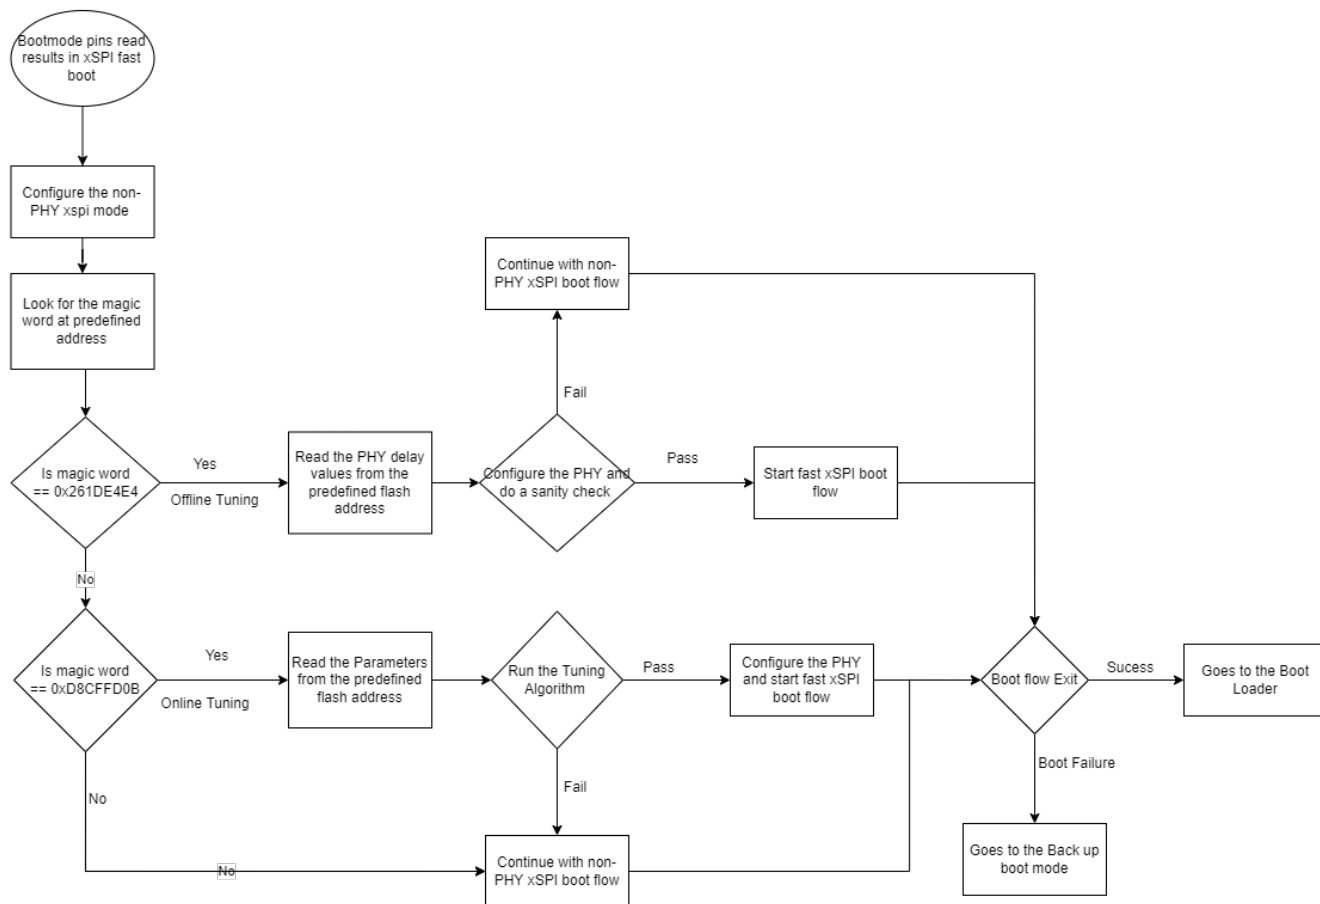 Bootmode pins read
results in xSPI fast
boot
Configure the non-
PHY xspi mode
Look for the magic
word at predefined
address
Is magic word
== 0x261DE4E4
Yes
Offline Tuning
Read the PHY delay
values from the
predefined flash
address
Configure the PHY and
do a sanity check
Fail
Continue with non-
PHY xSPI boot flow
Pass
Start fast xSPI boot
flow
No
Is magic word
== 0xD8CFFD0B
Yes
Online Tuning
Read the Parameters
from the predefined
flash address
Run the Tuning
Algorithm
Pass
Configure the PHY
and start fast xSPI
boot flow
Boot flow Exit
Sucess
Goes to the Boot
Loader
Boot Failure
Goes to the Back up
boot mode
Fail
No
No
Continue with non-
PHY xSPI boot flow